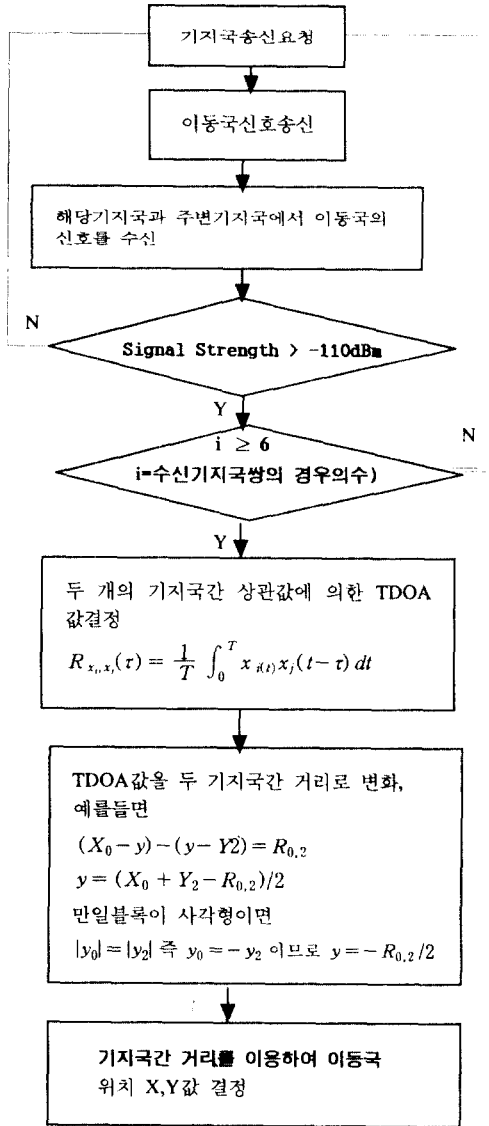 기지국송신요청
이동국신호송신
해당기지국과 주변기지국에서 이동국의
신호를 수신
N
Signal Strength > -110dBm
Y
N
i ≥ 6
i=수신기지국쌍의 경우의수)
Y
두 개의 기지국간 상관값에 의한 TDOA
값결정
R_{x_i,x_j}(τ) = 1/T ∫_0^T x_{i(t)} x_j(t-τ) dt
TDOA값을 두 기지국간 거리로 변화,
예를들면
(X_0 - y) - (y - Y2) = R_{0,2}
y = (X_0 + Y_2 - R_{0,2})/2
만일블록이 사각형이면
|y_0| = |y_2| 즉 y_0 = -y_2 이므로 y = -R_{0,2}/2
기지국간 거리를 이용하여 이동국
위치 X,Y값 결정